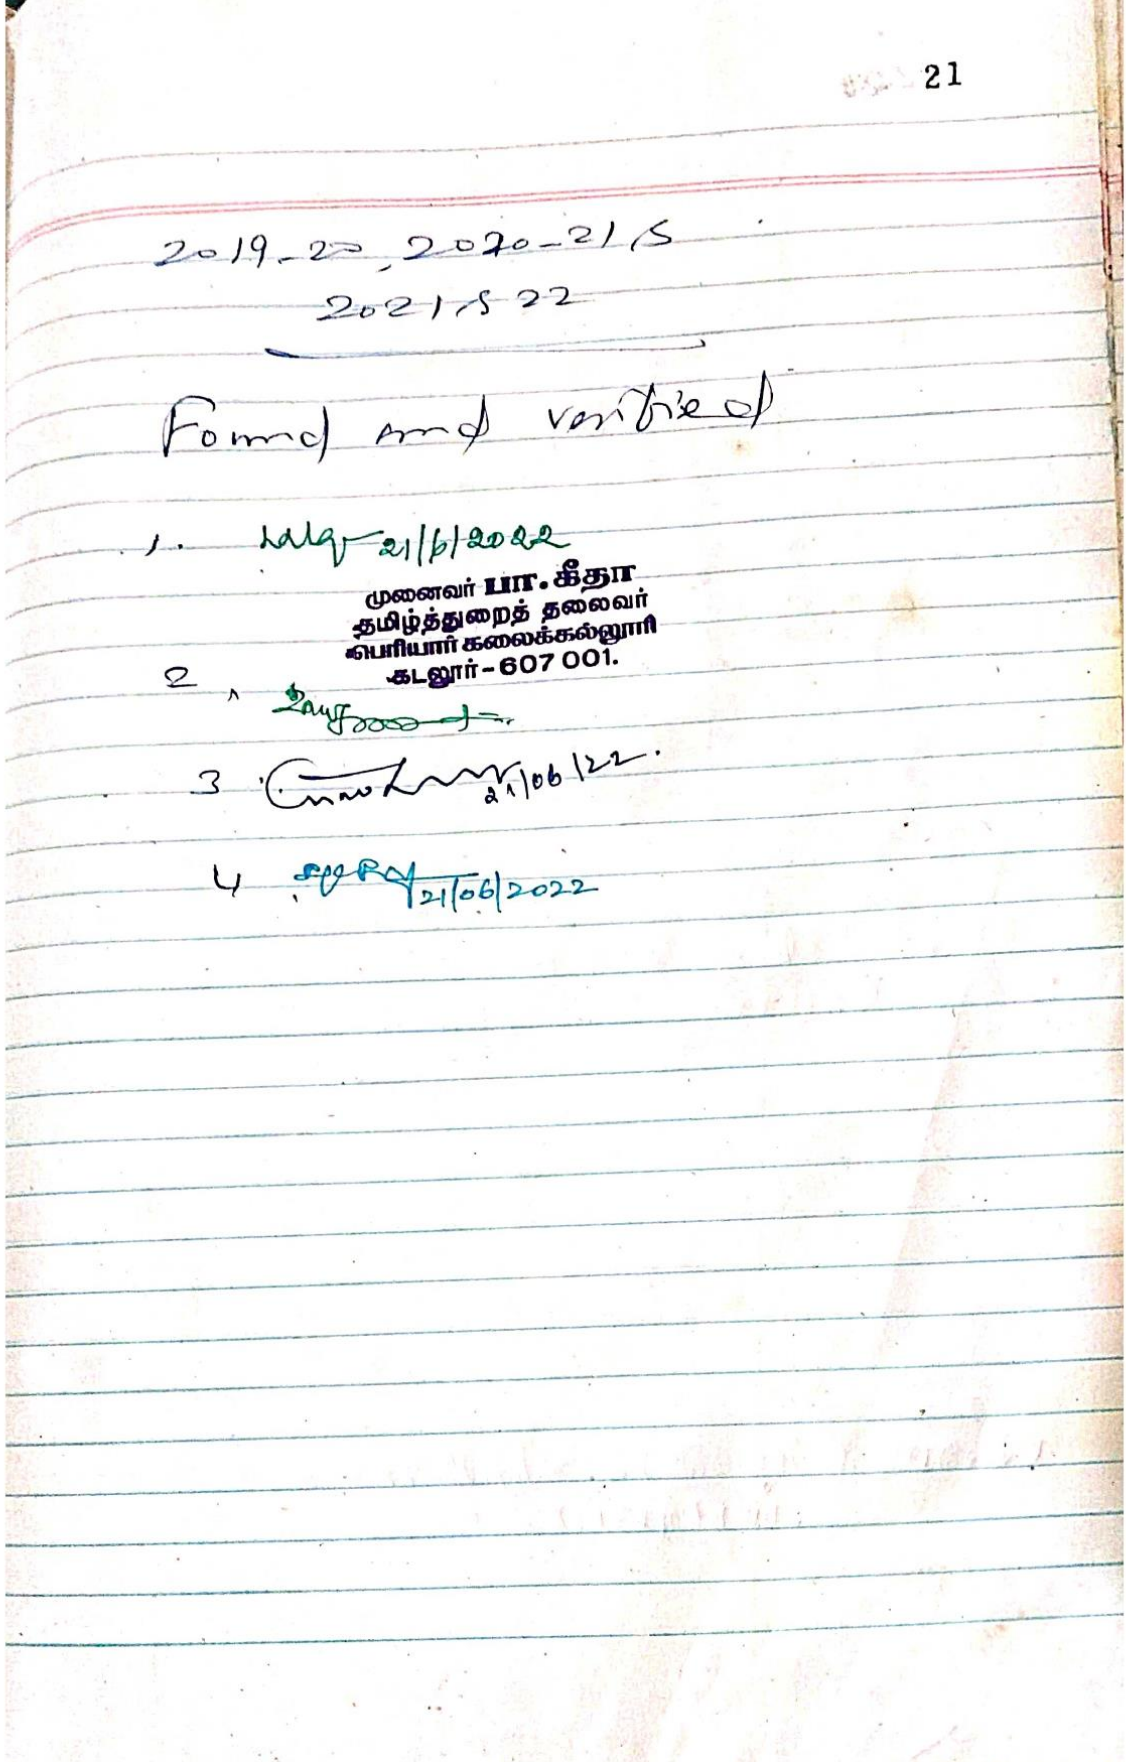 21
2019-20, 2020-21,
2021, 22
Found and verified
1. 21/6/2022
முனைவர் பா. கீதா
தமிழ்த்துறைத் தலைவர்
பெரியார் கலைக்கல்லூரி
கடலூர் - 607 001.
2
3 21/06/22.
4 21/06/2022